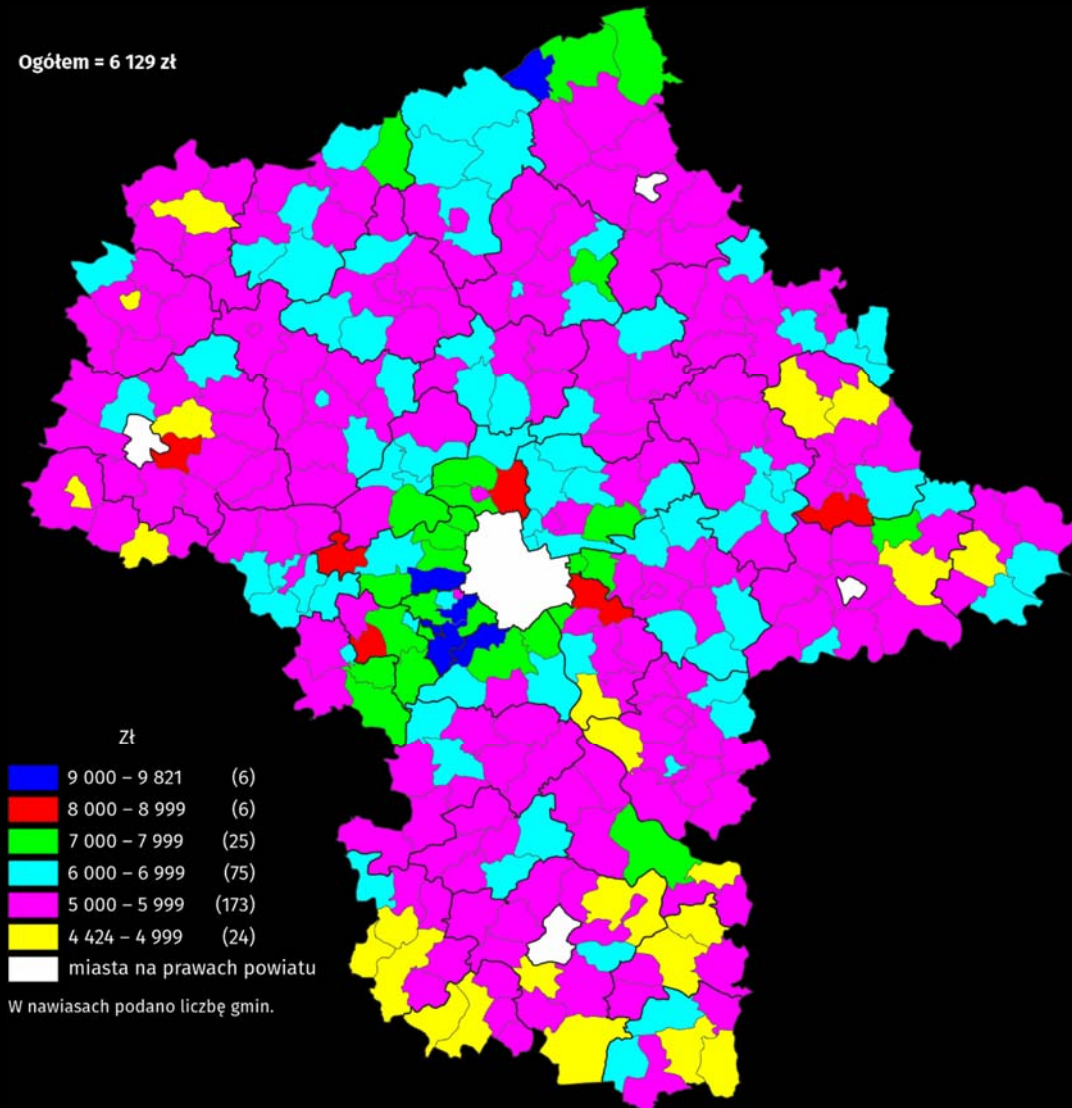 Ogółem = 6 129 zł
Zł
9 000 – 9 821 (6)
8 000 – 8 999 (6)
7 000 – 7 999 (25)
6 000 – 6 999 (75)
5 000 – 5 999 (173)
4 424 – 4 999 (24)
miasta na prawach powiatu
W nawiasach podano liczbę gmin.